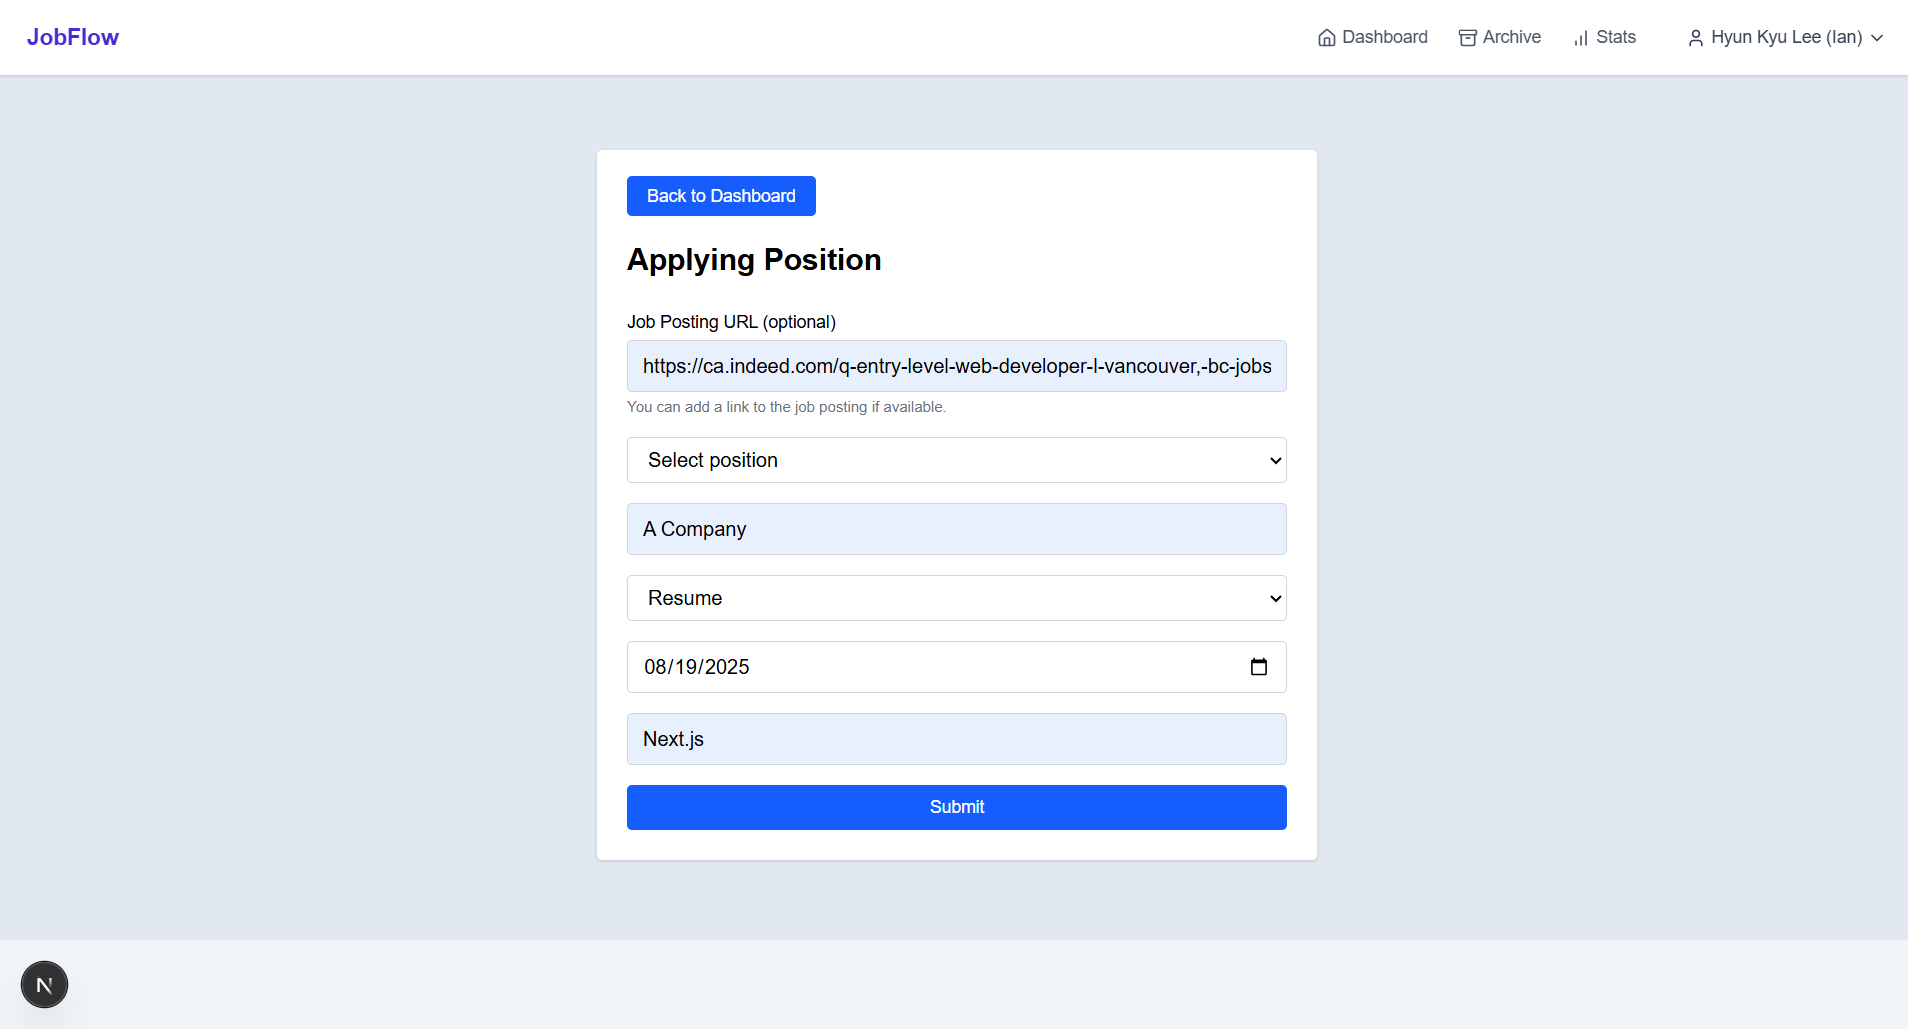 JobFlow
Dashboard
Archive
Stats
Hyun Kyu Lee (Ian)
Back to Dashboard
Applying Position
Job Posting URL (optional)
https://ca.indeed.com/q-entry-level-web-developer-l-vancouver,-bc-jobs
You can add a link to the job posting if available.
Select position
A Company
Resume
08/19/2025
Next.js
Submit
N